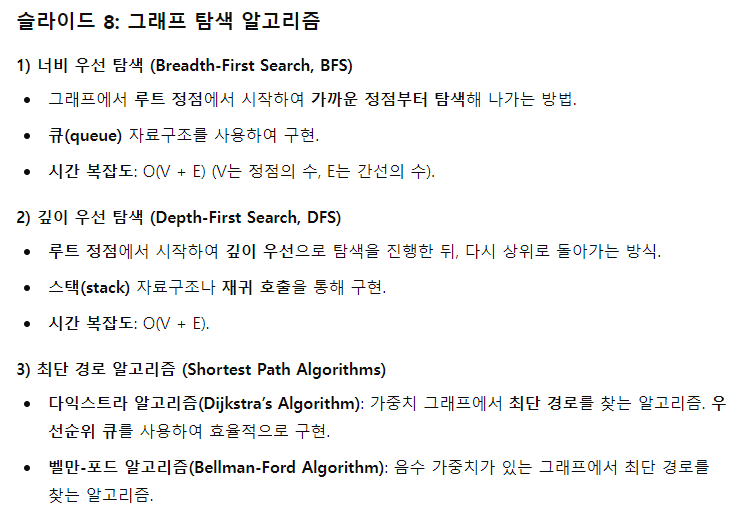 슬라이드 8: 그래프 탐색 알고리즘
1) 너비 우선 탐색 (Breadth-First Search, BFS)
• 그래프에서 루트 정점에서 시작하여 가까운 정점부터 탐색해 나가는 방법.
• 큐(queue) 자료구조를 사용하여 구현.
• 시간 복잡도: O(V + E) (V는 정점의 수, E는 간선의 수).
2) 깊이 우선 탐색 (Depth-First Search, DFS)
• 루트 정점에서 시작하여 깊이 우선으로 탐색을 진행한 뒤, 다시 상위로 돌아가는 방식.
• 스택(stack) 자료구조나 재귀 호출을 통해 구현.
• 시간 복잡도: O(V + E).
3) 최단 경로 알고리즘 (Shortest Path Algorithms)
• 다익스트라 알고리즘(Dijkstra’s Algorithm): 가중치 그래프에서 최단 경로를 찾는 알고리즘. 우
선순위 큐를 사용하여 효율적으로 구현.
• 벨만-포드 알고리즘(Bellman-Ford Algorithm): 음수 가중치가 있는 그래프에서 최단 경로를
찾는 알고리즘.